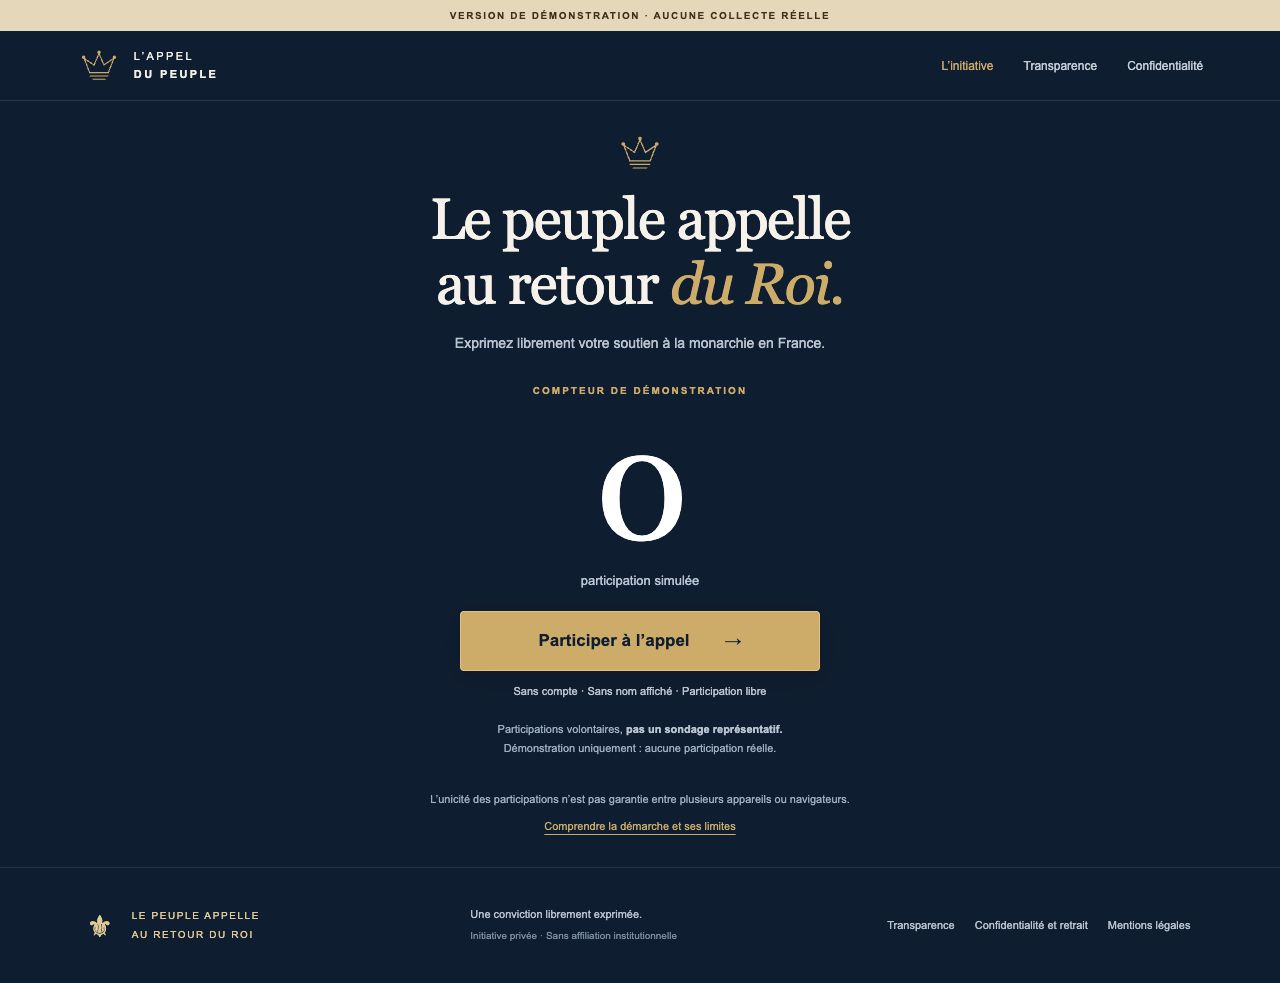 VERSION DE DÉMONSTRATION · AUCUNE COLLECTE RÉELLE
L’APPEL
DU PEUPLE
L’initiative
Transparence
Confidentialité
Le peuple appelle
au retour du Roi.
Exprimez librement votre soutien à la monarchie en France.
COMPTEUR DE DÉMONSTRATION
0
participation simulée
Participer à l’appel →
Sans compte · Sans nom affiché · Participation libre
Participations volontaires, pas un sondage représentatif.
Démonstration uniquement : aucune participation réelle.
L’unicité des participations n’est pas garantie entre plusieurs appareils ou navigateurs.
Comprendre la démarche et ses limites
LE PEUPLE APPELLE
AU RETOUR DU ROI
Une conviction librement exprimée.
Initiative privée · Sans affiliation institutionnelle
Transparence
Confidentialité et retrait
Mentions légales